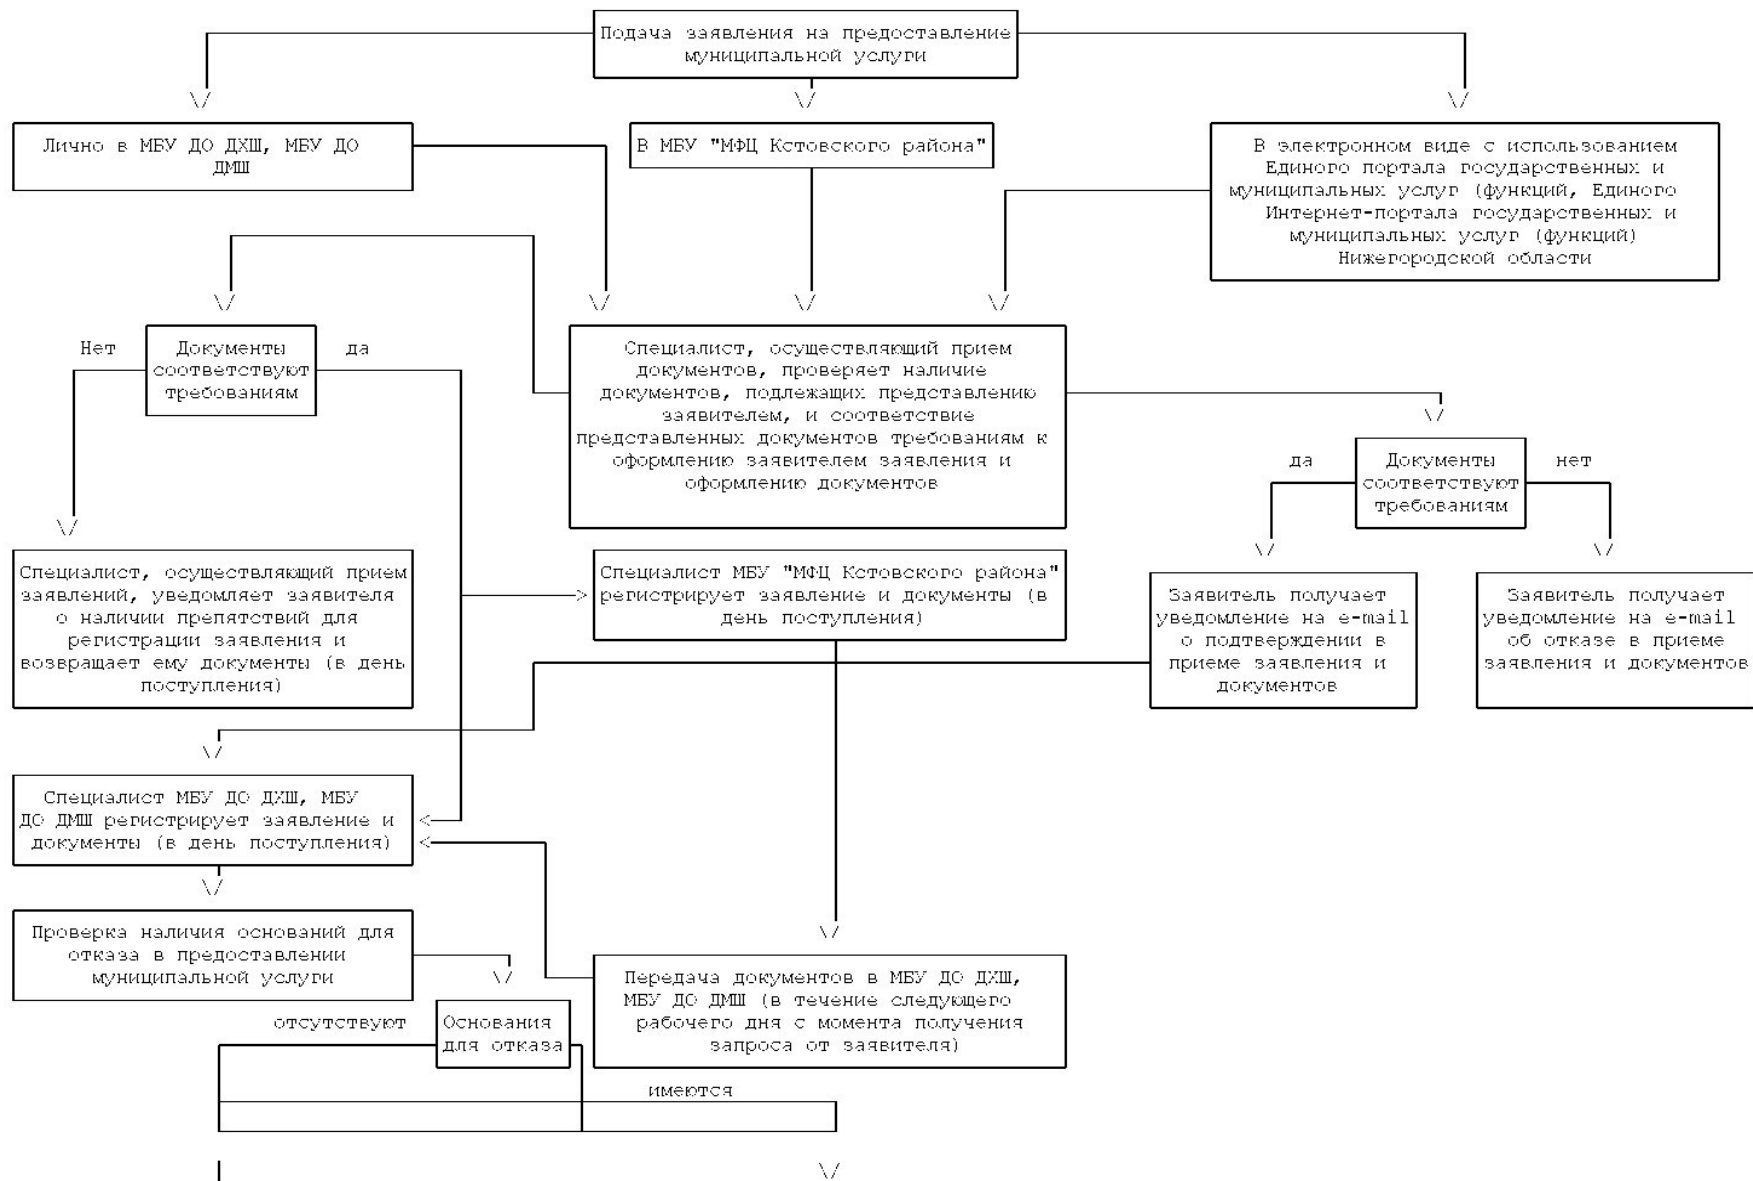 Подача заявления на предоставление
муниципальной услуги
Лично в МБУ ДО ДХШ, МБУ ДО
ДМШ
В МБУ "МФЦ Кстовского района"
В электронном виде с использованием
Единого портала государственных и
муниципальных услуг (функций, Единого
Интернет-портала государственных и
муниципальных услуг (функций)
Нижегородской области
Нет
Документы
соответствуют
требованиям
да
Специалист, осуществляющий прием
документов, проверяет наличие
документов, подлежащих представлению
заявителем, и соответствие
представленных документов требованиям к
оформлению заявителем заявления и
оформлению документов
да
Документы
соответствуют
требованиям
нет
Специалист, осуществляющий прием
заявлений, уведомляет заявителя
о наличии препятствий для
регистрации заявления и
возвращает ему документы (в день
поступления)
Специалист МБУ "МФЦ Кстовского района"
регистрирует заявление и документы (в
день поступления)
Заявитель получает
уведомление на e-mail
о подтверждении в
приеме заявления и
документов
Заявитель получает
уведомление на e-mail
об отказе в приеме
заявления и документов
Специалист МБУ ДО ДХШ, МБУ
ДО ДМШ регистрирует заявление и
документы (в день поступления)
Проверка наличия оснований для
отказа в предоставлении
муниципальной услуги
Передача документов в МБУ ДО ДХШ,
МБУ ДО ДМШ (в течение следующего
рабочего дня с момента получения
запроса от заявителя)
отсутствуют
Основания
для отказа
имеются